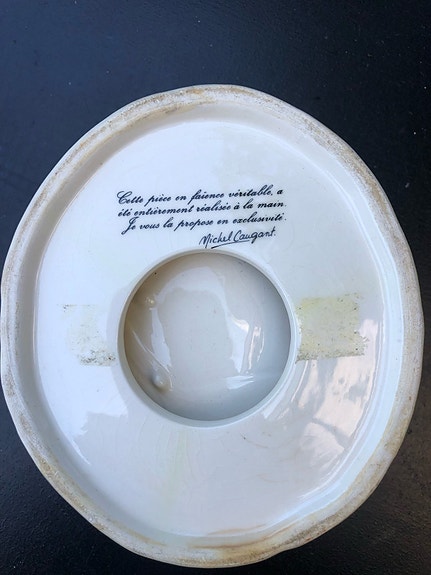 Cette pièce en faïence véritable, a
été entièrement réalisée à la main.
Je vous la propose en exclusivité.
Michel Caugant.